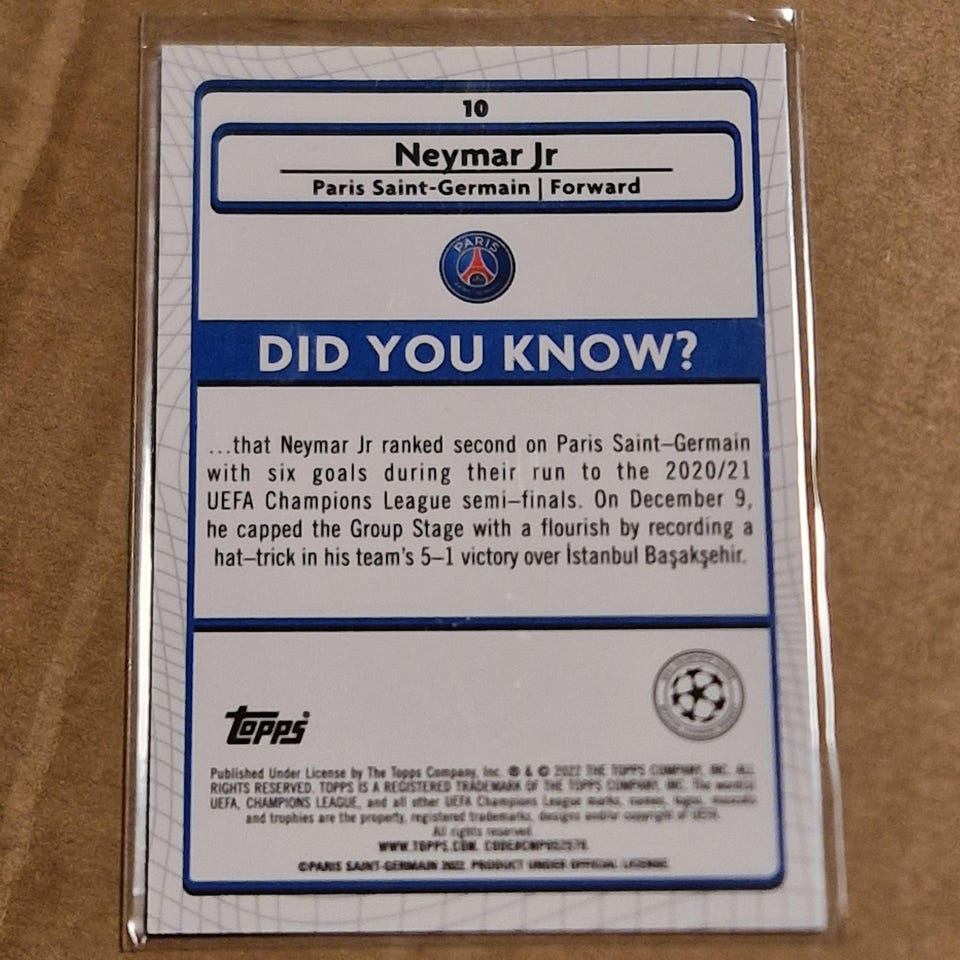 10
Neymar Jr
Paris Saint-Germain | Forward
PARIS
DID YOU KNOW?
...that Neymar Jr ranked second on Paris Saint–Germain
with six goals during their run to the 2020/21
UEFA Champions League semi–finals. On December 9,
he capped the Group Stage with a flourish by recording a
hat–trick in his team's 5–1 victory over İstanbul Başakşehir.
Topps
Published Under License by The Topps Company, Inc. ® & © 2022 THE TOPPS COMPANY, INC. ALL
RIGHTS RESERVED. TOPPS IS A REGISTERED TRADEMARK OF THE TOPPS COMPANY, INC. The
UEFA, CHAMPIONS LEAGUE, and all other UEFA Champions League marks, names, logos,
and trophies are the property, registered trademarks, designs and/or copyright of UEFA.
All rights reserved.
WWW.TOPPS.COM.
©PARIS SAINT-GERMAIN 2022 PRODUCT UNDER OFFICIAL LICENSE.